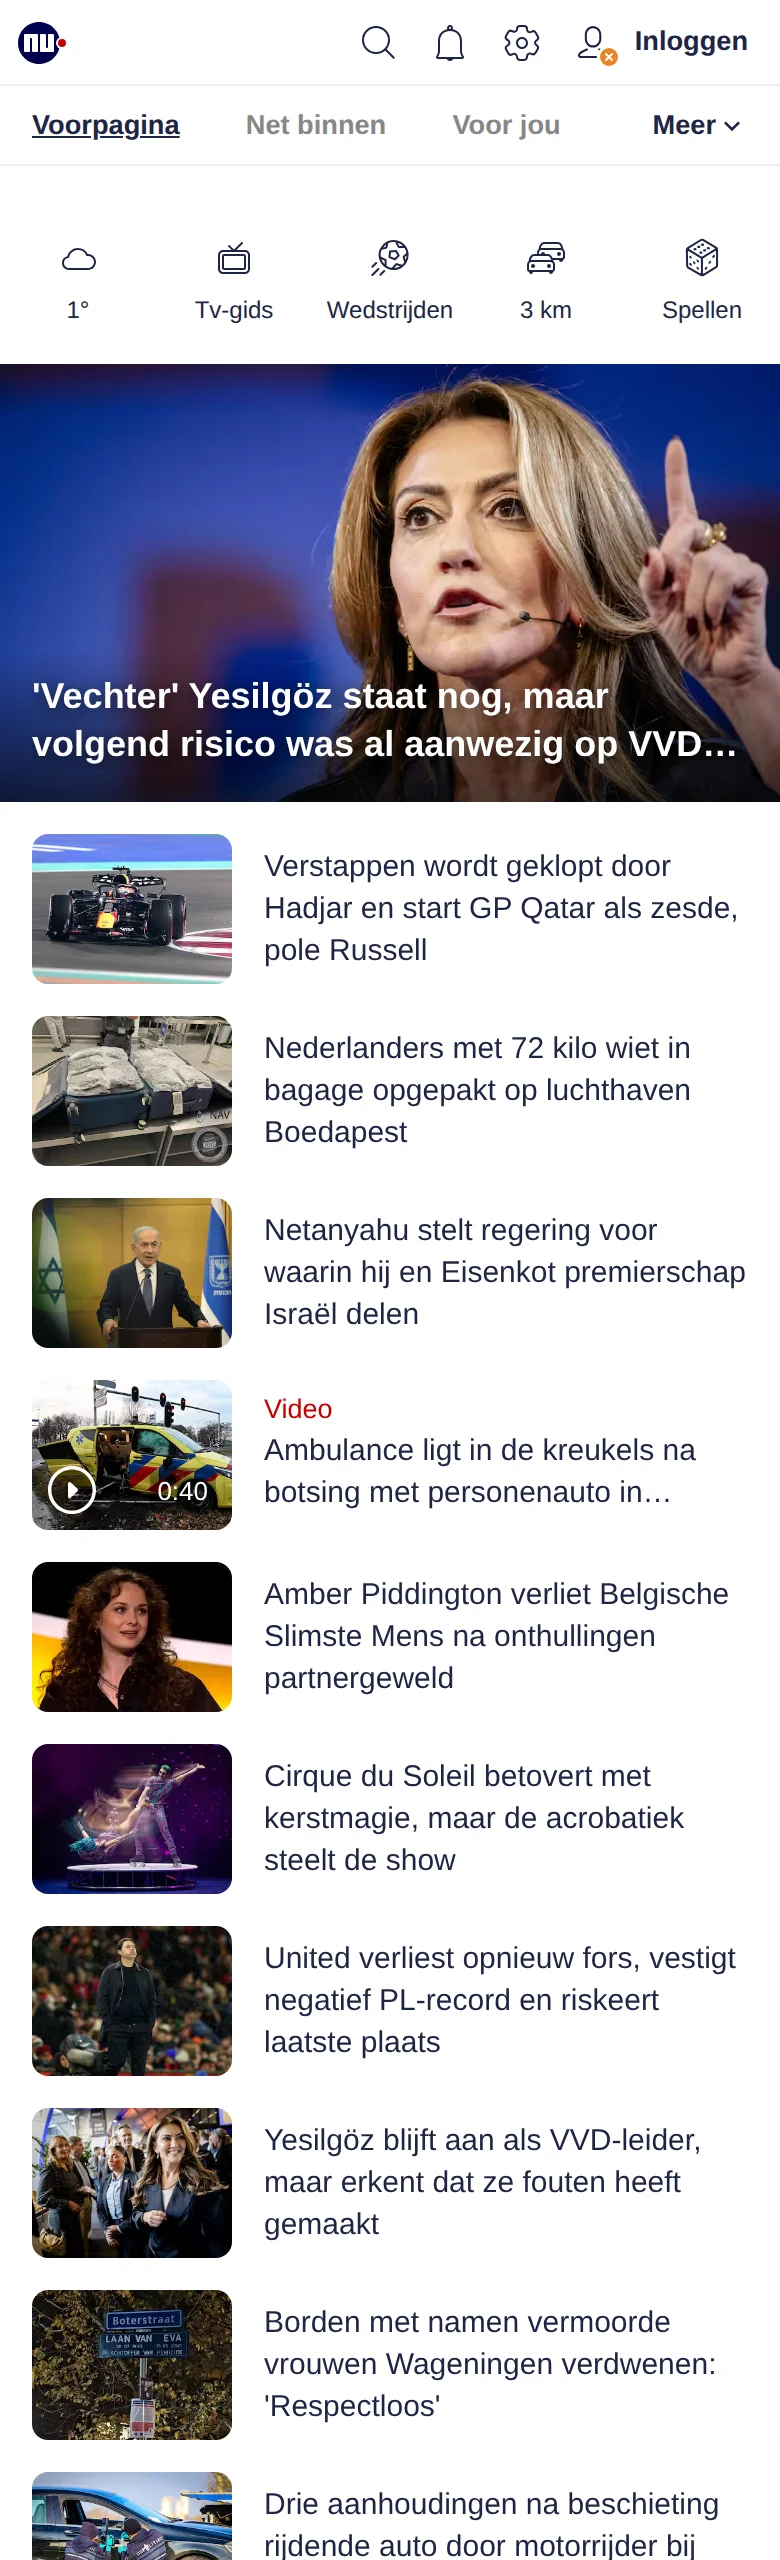 nu
Inloggen
Voorpagina
Net binnen
Voor jou
Meer
1°
Tv-gids
Wedstrijden
3 km
Spellen
'Vechter' Yesilgöz staat nog, maar
volgend risico was al aanwezig op VVD...
Verstappen wordt geklopt door
Hadjar en start GP Qatar als zesde,
pole Russell
NAV
Nederlanders met 72 kilo wiet in
bagage opgepakt op luchthaven
Boedapest
Netanyahu stelt regering voor
waarin hij en Eisenkot premierschap
Israël delen
0:40
Video
Ambulance ligt in de kreukels na
botsing met personenauto in...
Amber Piddington verliet Belgische
Slimste Mens na onthullingen
partnergeweld
Cirque du Soleil betovert met
kerstmagie, maar de acrobatiek
steelt de show
United verliest opnieuw fors, vestigt
negatief PL-record en riskeert
laatste plaats
Yesilgöz blijft aan als VVD-leider,
maar erkent dat ze fouten heeft
gemaakt
Boterstraat
LAAN VAN EVA
Borden met namen vermoorde
vrouwen Wageningen verdwenen:
'Respectloos'
Drie aanhoudingen na beschieting
rijdende auto door motorrijder bij